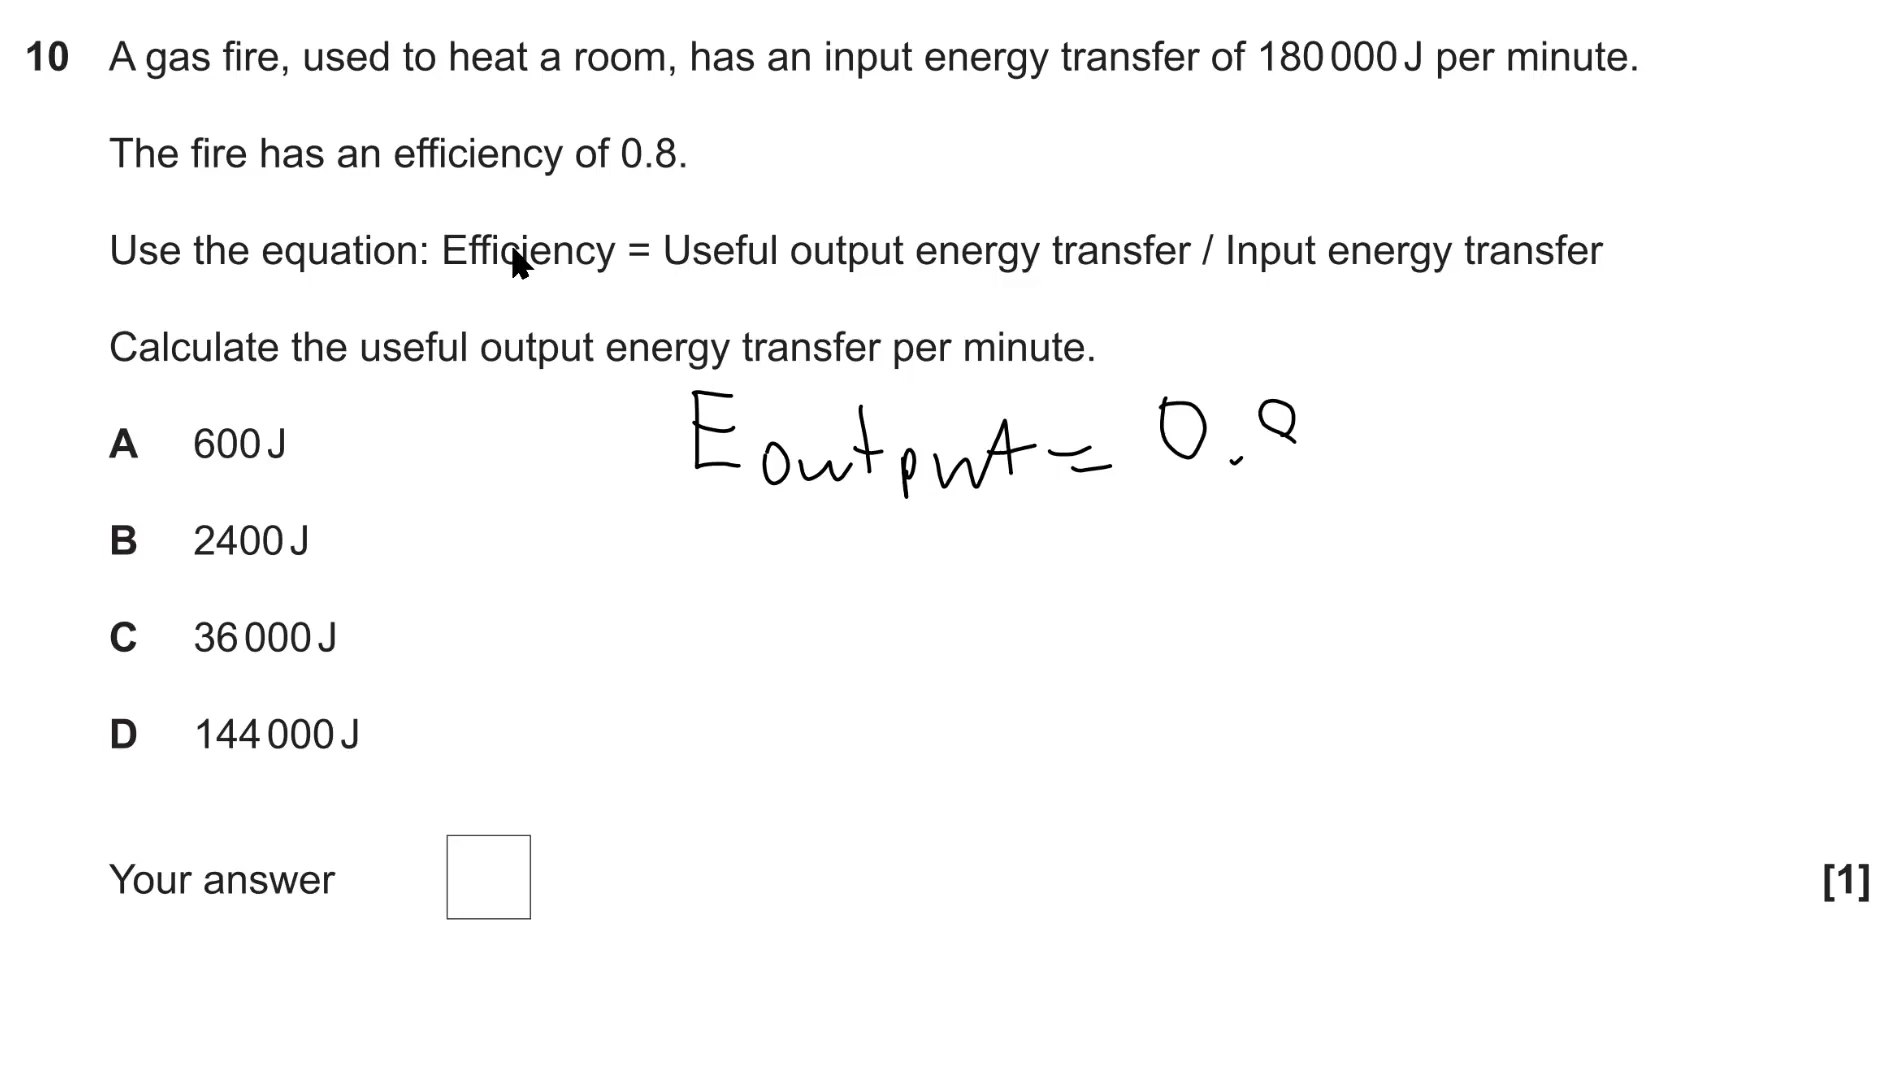 10 A gas fire, used to heat a room, has an input energy transfer of 180 000 J per minute.
The fire has an efficiency of 0.8.
Use the equation: Efficiency = Useful output energy transfer / Input energy transfer
Calculate the useful output energy transfer per minute.
E output = 0.
A 600 J
B 2400 J
C 36 000 J
D 144 000 J
Your answer
[1]